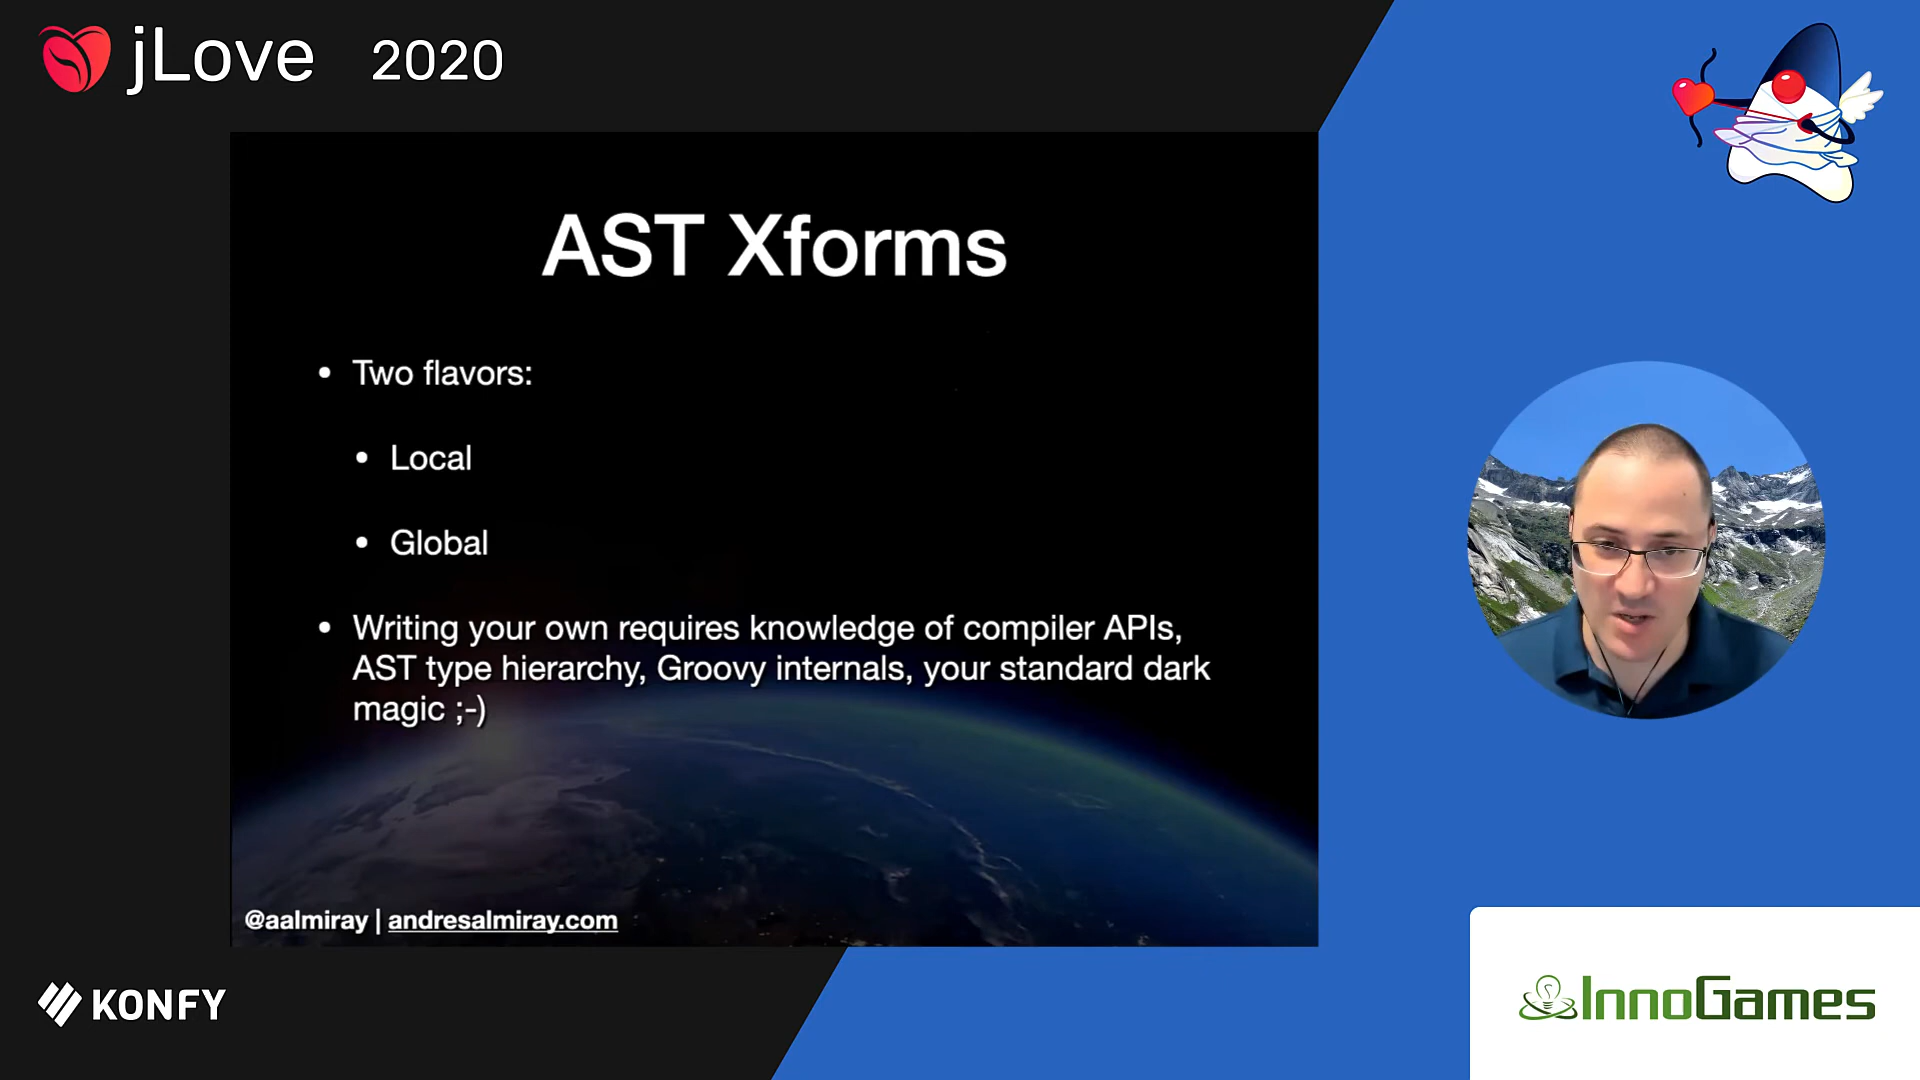 jLove 2020
AST Xforms
• Two flavors:
• Local
• Global
• Writing your own requires knowledge of compiler APIs,
AST type hierarchy, Groovy internals, your standard dark
magic ;-)
@aalmiray | andresalmiray.com
KONFY
InnoGames